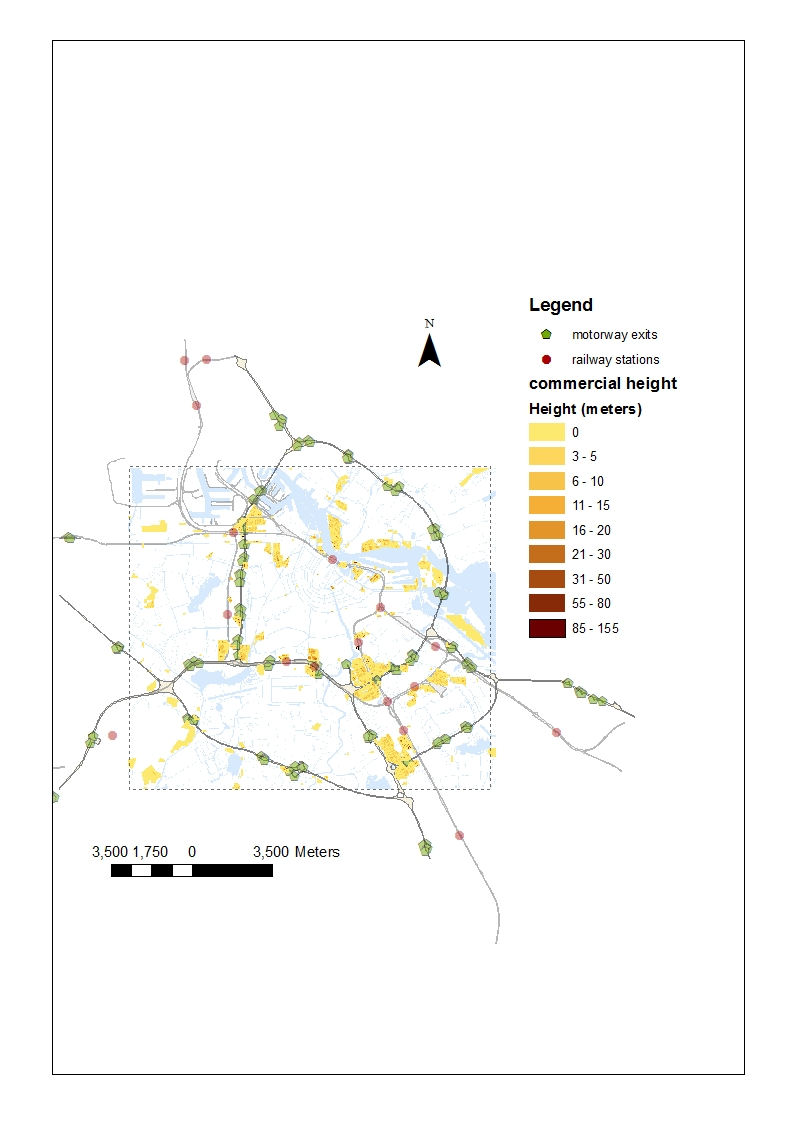 Legend
N
motorway exits
railway stations
commercial height
Height (meters)
0
3 - 5
6 - 10
11 - 15
16 - 20
21 - 30
31 - 50
55 - 80
85 - 155
3,500 1,750 0 3,500 Meters